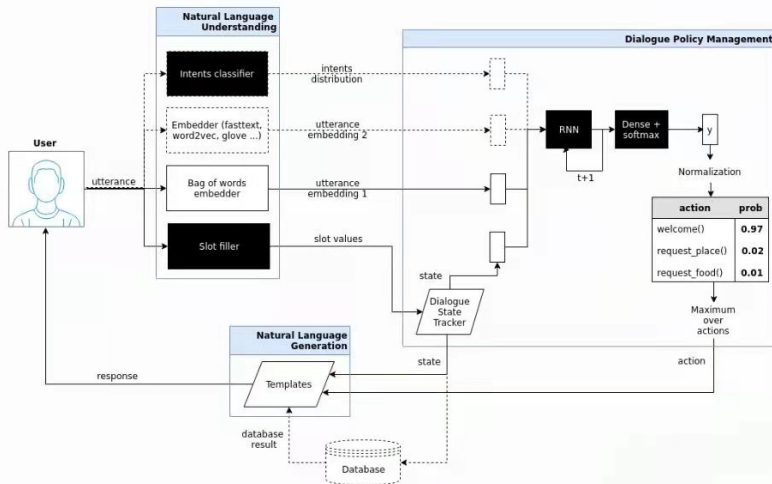 Natural Language
Understanding
Dialogue Policy Management
Intents classifier
intents
distribution
Embedder (fasttext,
word2vec, glove ...)
utterance
embedding 2
RNN
Dense +
softmax
y
User
utterance
Bag of words
embedder
utterance
embedding 1
t+1
Normalization
action prob
welcome() 0.97
request_place() 0.02
request_food() 0.01
Slot filler
slot values
state
Dialogue
State
Tracker
Maximum
over
actions
Natural Language
Generation
state
action
response
Templates
database
result
Database